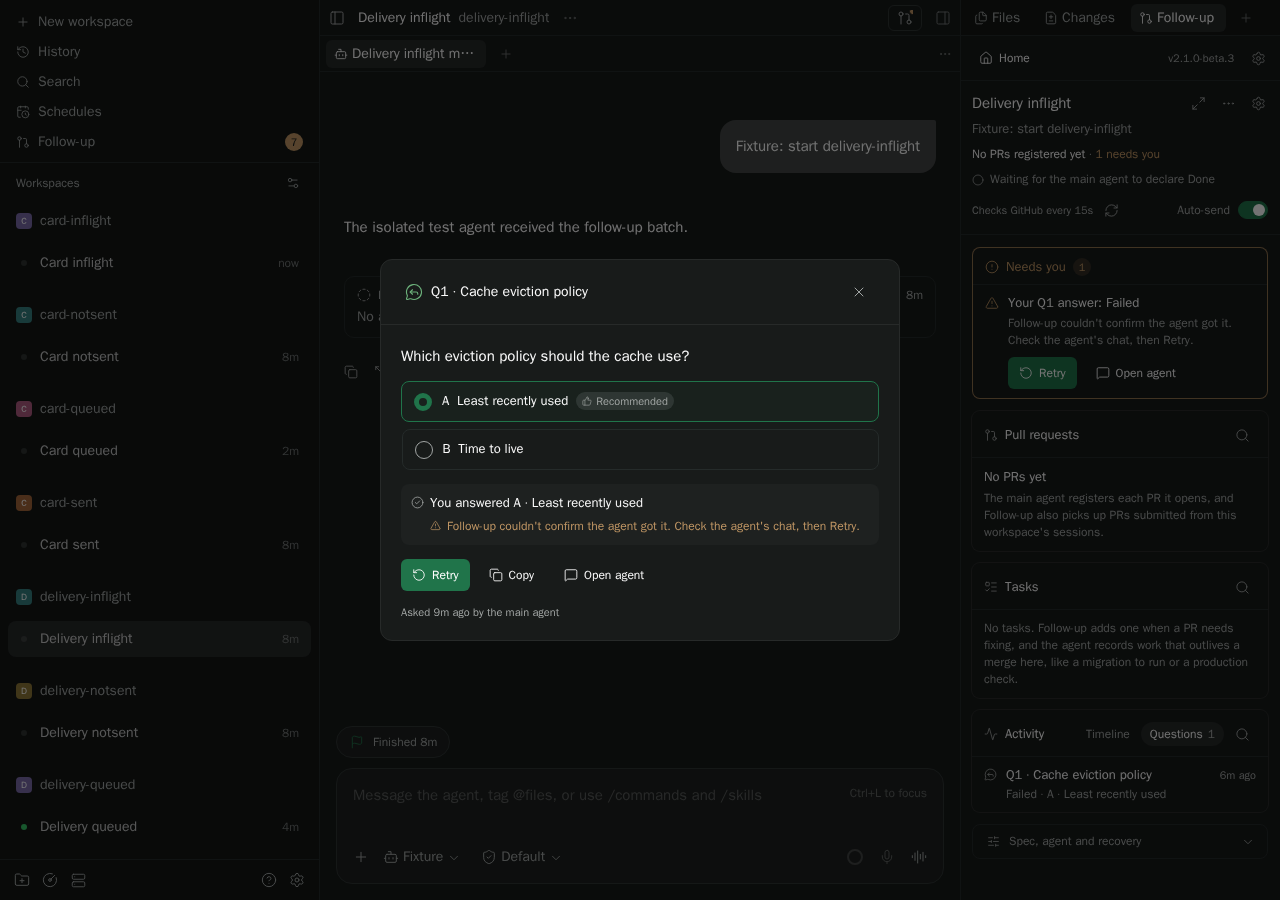 New workspace
History
Search
Schedules
Follow-up 7
Workspaces
C card-inflight
Card inflight now
C card-notsent
Card notsent 8m
C card-queued
Card queued 2m
C card-sent
Card sent 8m
D delivery-inflight
Delivery inflight 8m
D delivery-notsent
Delivery notsent 8m
D delivery-queued
Delivery queued 4m
Delivery inflight delivery-inflight
Delivery inflight m···
Fixture: start delivery-inflight
The isolated test agent received the follow-up batch.
8m
Q1 · Cache eviction policy
Which eviction policy should the cache use?
A Least recently used Recommended
B Time to live
You answered A · Least recently used
Follow-up couldn't confirm the agent got it. Check the agent's chat, then Retry.
Retry Copy Open agent
Asked 9m ago by the main agent
Finished 8m
Message the agent, tag @files, or use /commands and /skills Ctrl+L to focus
Fixture Default
Files Changes Follow-up
Home v2.1.0-beta.3
Delivery inflight
Fixture: start delivery-inflight
No PRs registered yet · 1 needs you
Waiting for the main agent to declare Done
Checks GitHub every 15s Auto-send
Needs you 1
Your Q1 answer: Failed
Follow-up couldn't confirm the agent got it.
Check the agent's chat, then Retry.
Retry Open agent
Pull requests
No PRs yet
The main agent registers each PR it opens, and
Follow-up also picks up PRs submitted from this
workspace's sessions.
Tasks
No tasks. Follow-up adds one when a PR needs
fixing, and the agent records work that outlives a
merge here, like a migration to run or a production
check.
Activity Timeline Questions 1
Q1 · Cache eviction policy 6m ago
Failed · A · Least recently used
Spec, agent and recovery